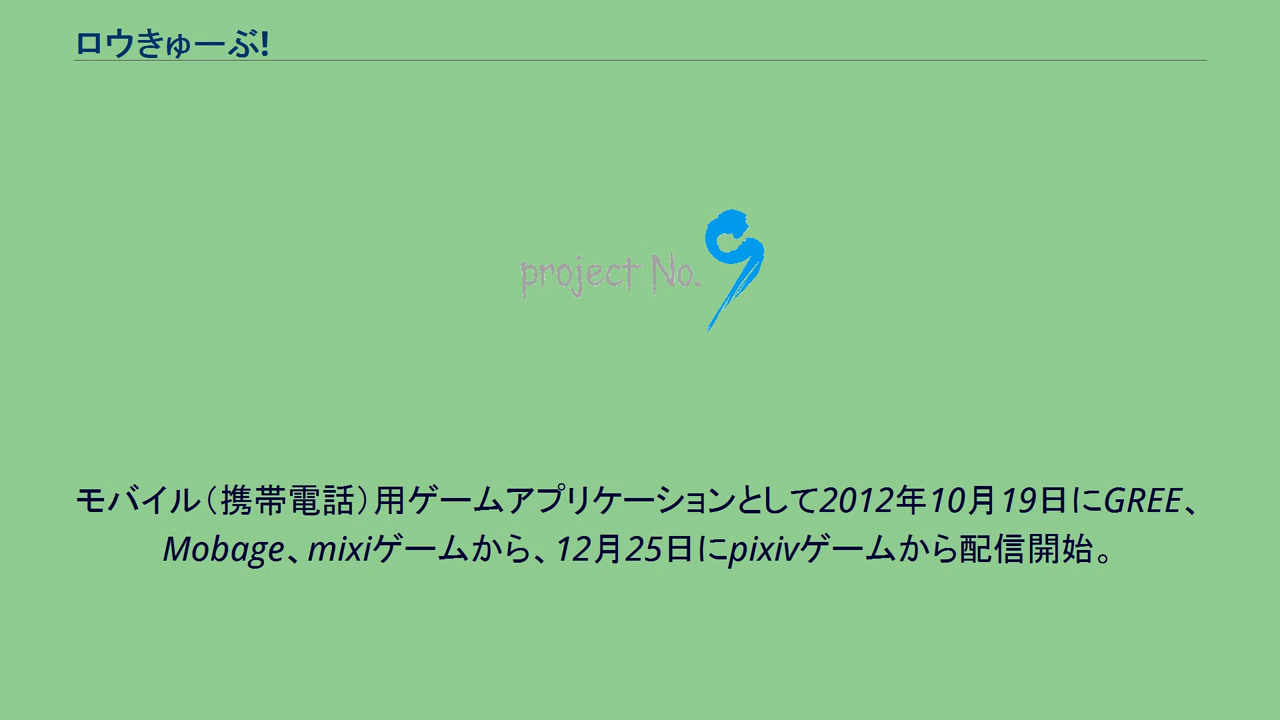 ロウきゅーぶ!
project No.9
モバイル（携帯電話）用ゲームアプリケーションとして2012年10月19日にGREE、
Mobage、mixiゲームから、12月25日にpixivゲームから配信開始。